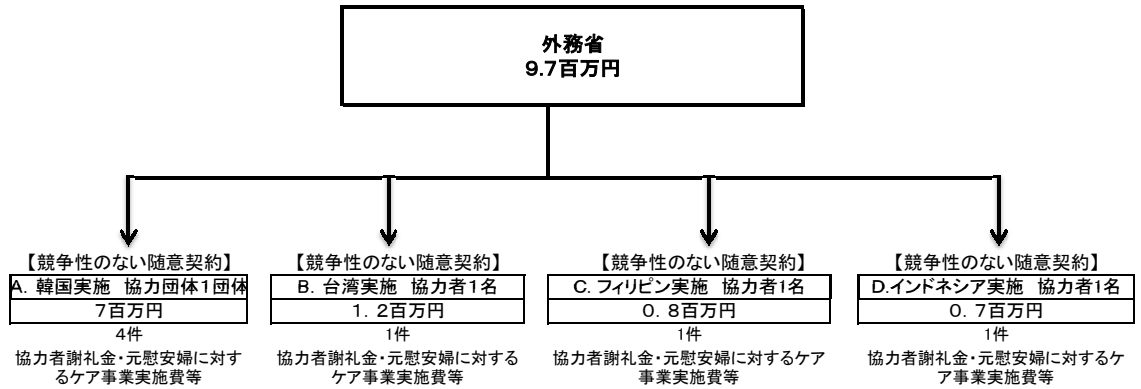 外務省
9.7百万円
【競争性のない随意契約】
A. 韓国実施 協力団体1団体
7百万円
4件
協力者謝礼金・元慰安婦に対す
るケア事業実施費等
【競争性のない随意契約】
B. 台湾実施 協力者1名
1. 2百万円
1件
協力者謝礼金・元慰安婦に対する
ケア事業実施費等
【競争性のない随意契約】
C. フィリピン実施 協力者1名
0. 8百万円
1件
協力者謝礼金・元慰安婦に対するケア
事業実施費等
【競争性のない随意契約】
D.インドネシア実施 協力者1名
0. 7百万円
1件
協力者謝礼金・元慰安婦に対するケ
ア事業実施費等